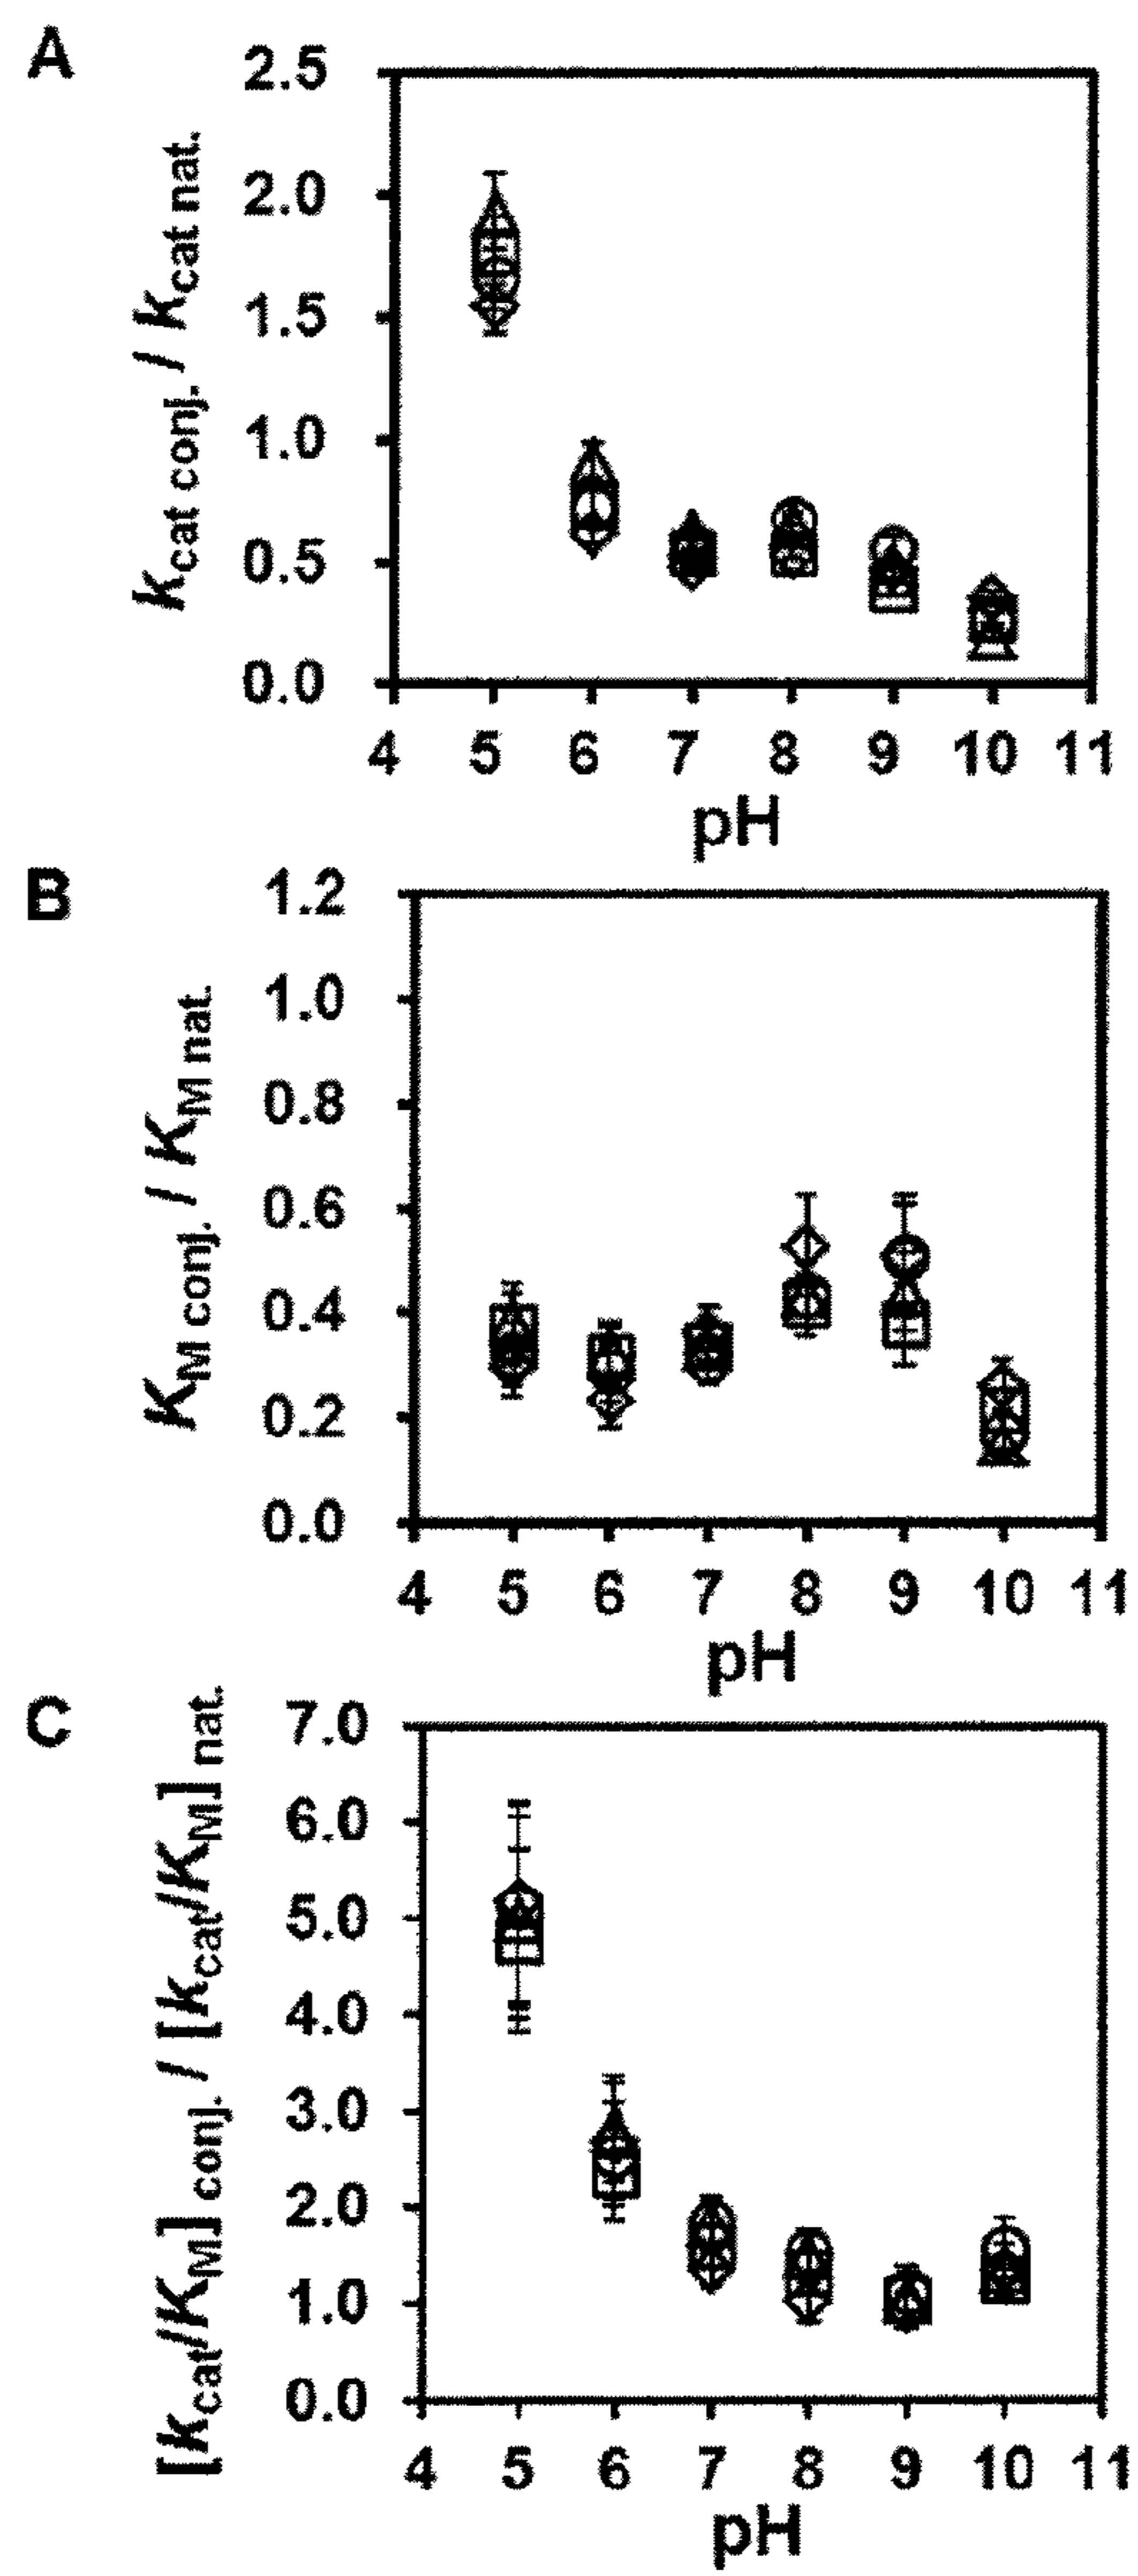 A
2.5
2.0
1.5
1.0
0.5
0.0
kcat conj. / kcat nat.
4 5 6 7 8 9 10 11
pH
B
1.2
1.0
0.8
0.6
0.4
0.2
0.0
KM conj. / KM nat.
4 5 6 7 8 9 10 11
pH
C
7.0
6.0
5.0
4.0
3.0
2.0
1.0
0.0
[kcat/KM] conj. / [kcat/KM] nat.
4 5 6 7 8 9 10 11
pH